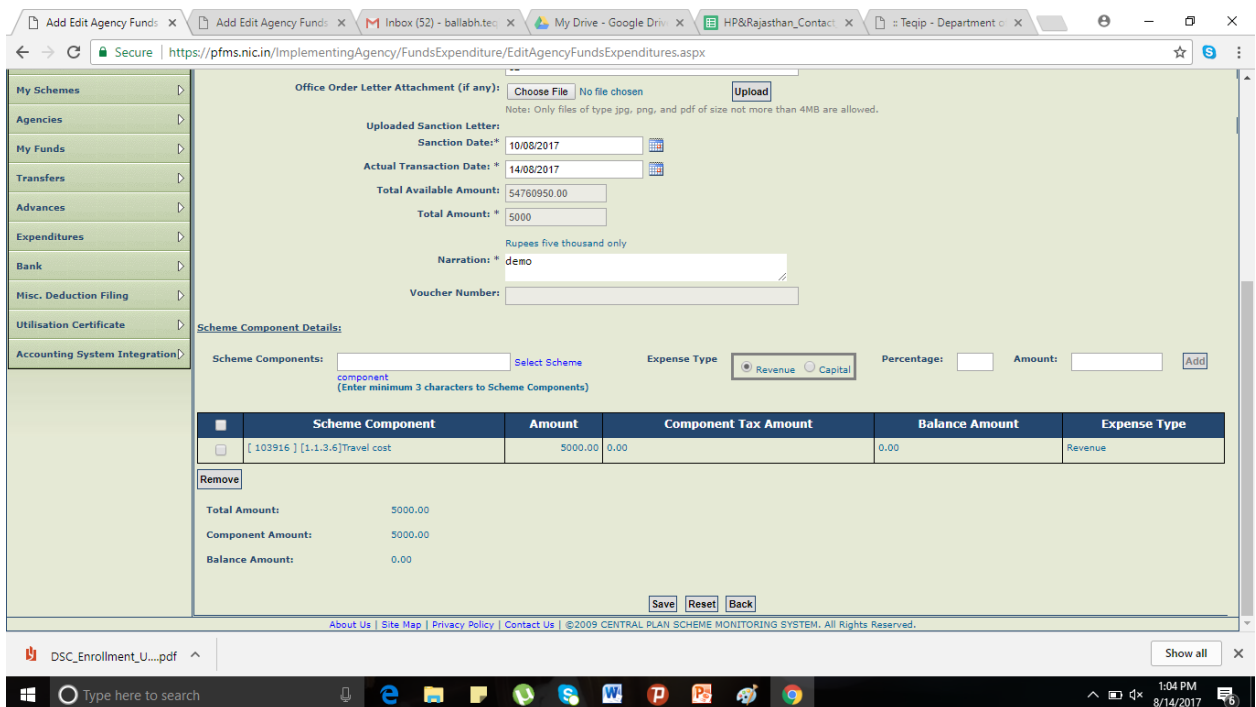 Add Edit Agency Funds
Add Edit Agency Funds
Inbox (52) - ballabh.teq
My Drive - Google Driv
HP&Rajasthan_Contact
:: Teqip - Department o
Secure | https://pfms.nic.in/ImplementingAgency/FundsExpenditure/EditAgencyFundsExpenditures.aspx
My Schemes
Agencies
My Funds
Transfers
Advances
Expenditures
Bank
Misc. Deduction Filing
Utilisation Certificate
Accounting System Integration
Office Order Letter Attachment (if any): Choose File No file chosen Upload
Note: Only files of type jpg, png, and pdf of size not more than 4MB are allowed.
Uploaded Sanction Letter:
Sanction Date:* 10/08/2017
Actual Transaction Date: * 14/08/2017
Total Available Amount: 54760950.00
Total Amount: * 5000
Rupees five thousand only
Narration: * demo
Voucher Number:
Scheme Component Details:
Scheme Components: Select Scheme component Expense Type Revenue Capital Percentage: Amount: Add
(Enter minimum 3 characters to Scheme Components)
Scheme Component Amount Component Tax Amount Balance Amount Expense Type
[ 103916 ] [1.1.3.6]Travel cost 5000.00 0.00 0.00 Revenue
Remove
Total Amount: 5000.00
Component Amount: 5000.00
Balance Amount: 0.00
Save Reset Back
About Us | Site Map | Privacy Policy | Contact Us | ©2009 CENTRAL PLAN SCHEME MONITORING SYSTEM. All Rights Reserved.
DSC_Enrollment_U....pdf Show all
Type here to search
1:04 PM
8/14/2017
6